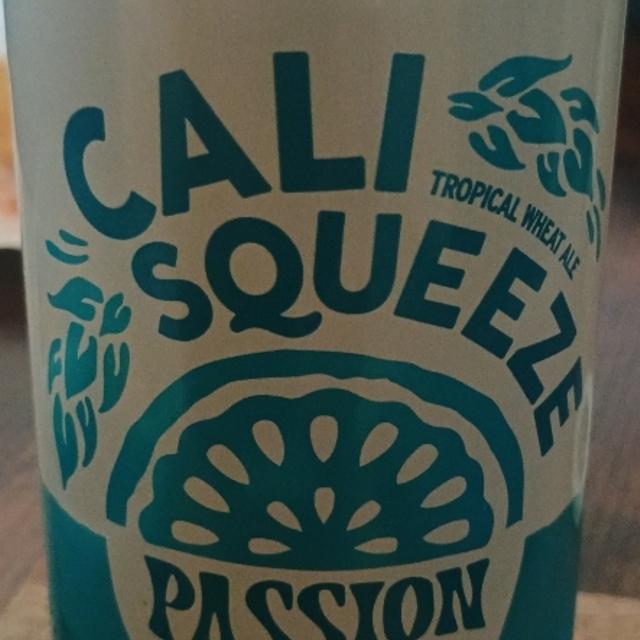 CALI
TROPICAL WHEAT ALE
SQUEEZE
PASSION